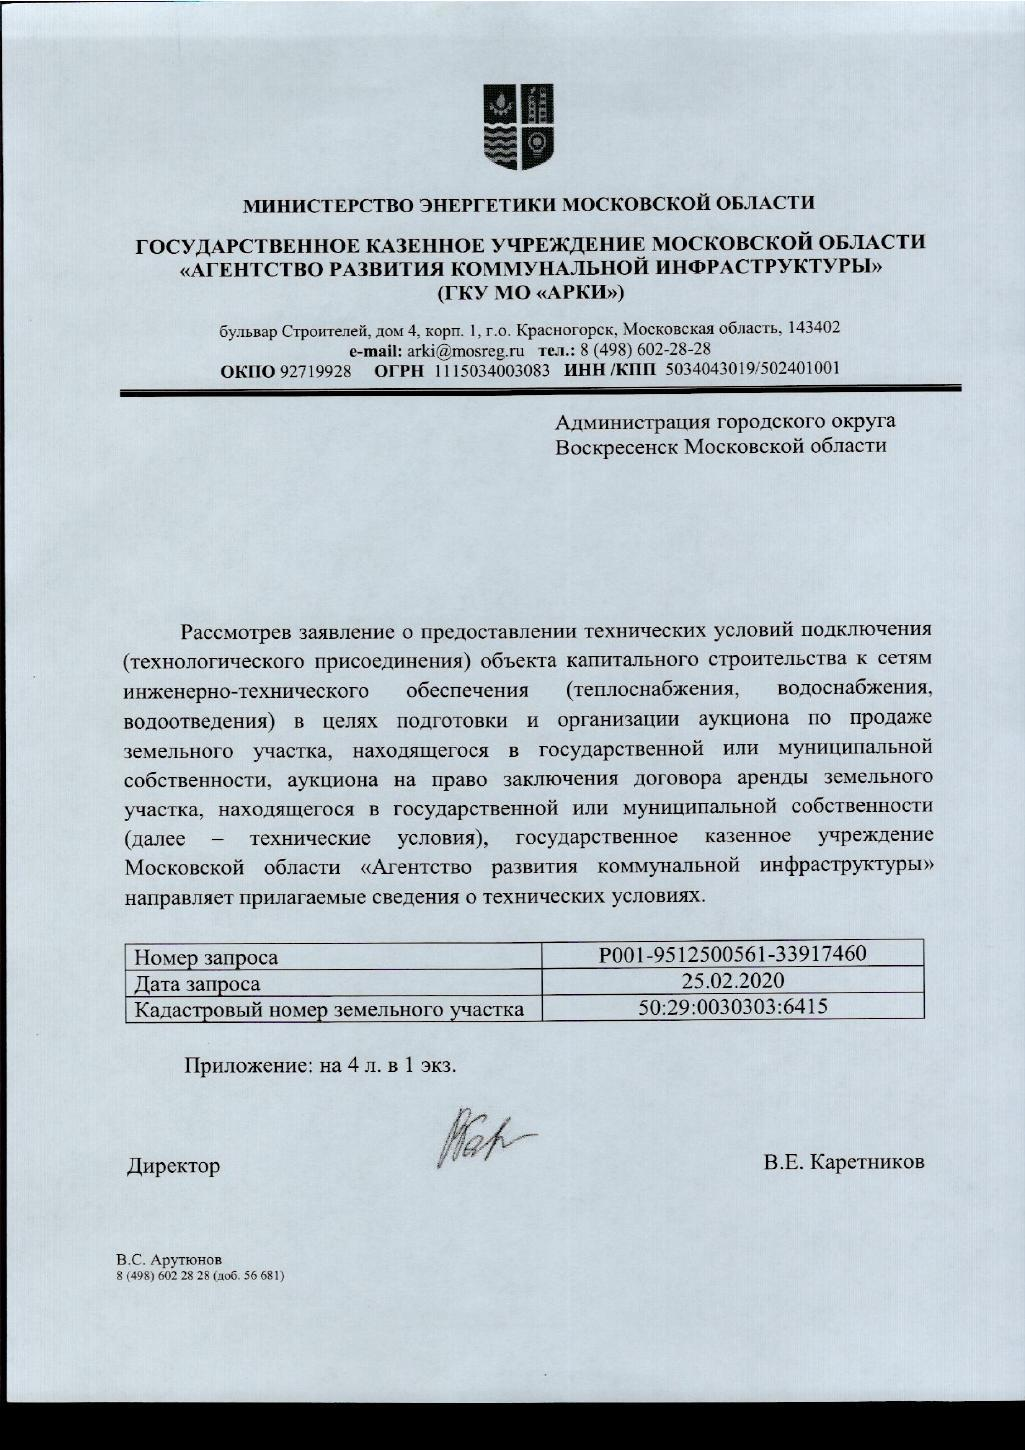 МИНИСТЕРСТВО ЭНЕРГЕТИКИ МОСКОВСКОЙ ОБЛАСТИ
ГОСУДАРСТВЕННОЕ КАЗЕННОЕ УЧРЕЖДЕНИЕ МОСКОВСКОЙ ОБЛАСТИ
«АГЕНТСТВО РАЗВИТИЯ КОММУНАЛЬНОЙ ИНФРАСТРУКТУРЫ»
(ГКУ МО «АРКИ»)
бульвар Строителей, дом 4, корп. 1, г.о. Красногорск, Московская область, 143402
e-mail: arki@mosreg.ru тел.: 8 (498) 602-28-28
ОКПО 92719928 ОГРН 1115034003083 ИНН /КПП 5034043019/502401001
Администрация городского округа
Воскресенск Московской области
Рассмотрев заявление о предоставлении технических условий подключения
(технологического присоединения) объекта капитального строительства к сетям
инженерно-технического обеспечения (теплоснабжения, водоснабжения,
водоотведения) в целях подготовки и организации аукциона по продаже
земельного участка, находящегося в государственной или муниципальной
собственности, аукциона на право заключения договора аренды земельного
участка, находящегося в государственной или муниципальной собственности
(далее – технические условия), государственное казенное учреждение
Московской области «Агентство развития коммунальной инфраструктуры»
направляет прилагаемые сведения о технических условиях.
Номер запроса P001-9512500561-33917460
Дата запроса 25.02.2020
Кадастровый номер земельного участка 50:29:0030303:6415
Приложение: на 4 л. в 1 экз.
Директор В.Е. Каретников
В.С. Арутюнов
8 (498) 602 28 28 (доб. 56 681)